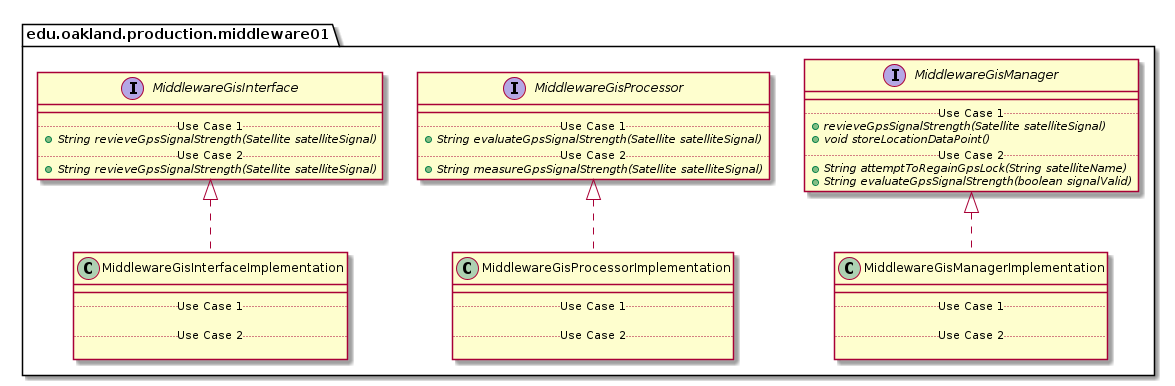 edu.oakland.production.middleware01
I MiddlewareGisInterface
Use Case 1
String revieveGpsSignalStrength(Satellite satelliteSignal)
Use Case 2
String revieveGpsSignalStrength(Satellite satelliteSignal)
I MiddlewareGisProcessor
Use Case 1
String evaluateGpsSignalStrength(Satellite satelliteSignal)
Use Case 2
String measureGpsSignalStrength(Satellite satelliteSignal)
I MiddlewareGisManager
Use Case 1
revieveGpsSignalStrength(Satellite satelliteSignal)
void storeLocationDataPoint()
Use Case 2
String attemptToRegainGpsLock(String satelliteName)
String evaluateGpsSignalStrength(boolean signalValid)
C MiddlewareGisInterfaceImplementation
Use Case 1
Use Case 2
C MiddlewareGisProcessorImplementation
Use Case 1
Use Case 2
C MiddlewareGisManagerImplementation
Use Case 1
Use Case 2